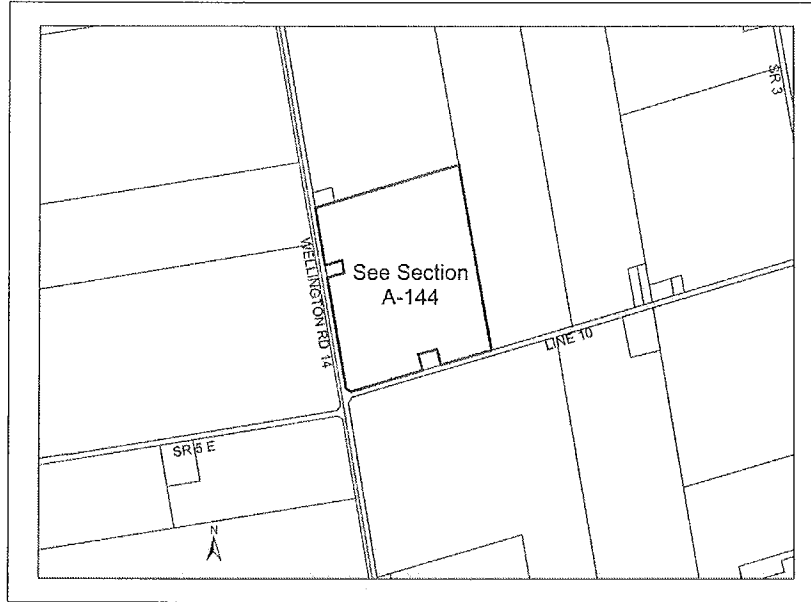 SR 3
WELLINGTON RD 14
See Section
A-144
LINE 10
SR 5 E
N